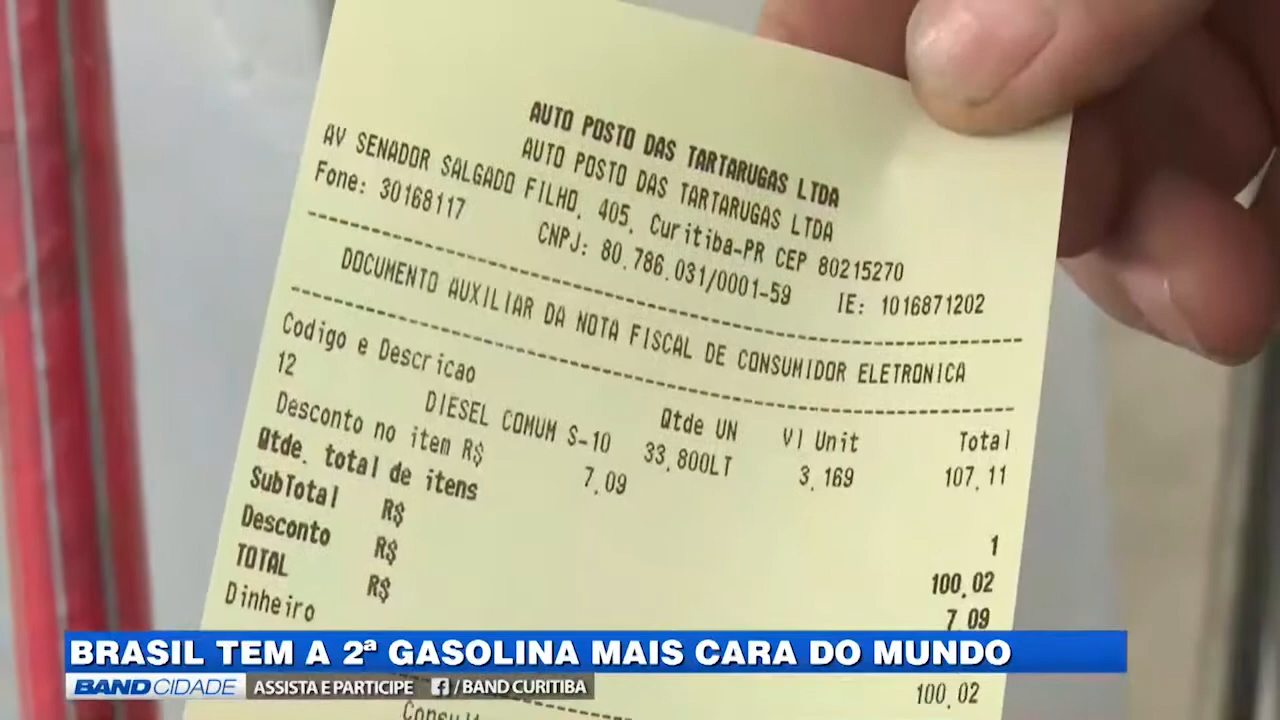 AUTO POSTO DAS TARTARUGAS LTDA
AUTO POSTO DAS TARTARUGAS LTDA
AV SENADOR SALGADO FILHO, 405, Curitiba-PR CEP 80215270
Fone: 30168117 CNPJ: 80.786.031/0001-59 IE: 1016871202
DOCUMENTO AUXILIAR DA NOTA FISCAL DE CONSUMIDOR ELETRONICA
Codigo e Descricao Qtde UN Vl Unit Total
12 DIESEL COMUM S-10 33,800LT 3,169 107,11
Desconto no item R$ 7,09
Qtde. total de itens 1
SubTotal R$ 100,02
Desconto R$ 7,09
TOTAL R$
Dinheiro 100,02
BRASIL TEM A 2ª GASOLINA MAIS CARA DO MUNDO
BAND CIDADE ASSISTA E PARTICIPE f /BAND CURITIBA